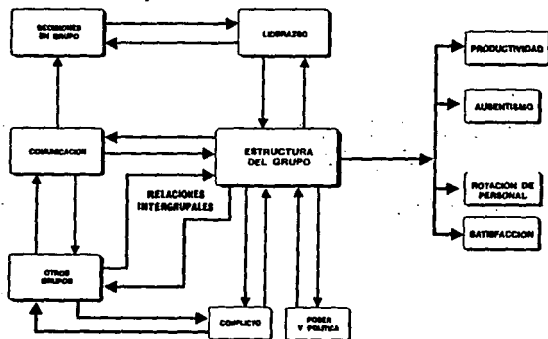 DECISIONES
EN GRUPO
LIDERAZGO
PRODUCTIVIDAD
AUSENTISMO
COMUNICACION
ESTRUCTURA
DEL GRUPO
RELACIONES
INTERGRUPALES
ROTACIÓN DE
PERSONAL
SATISFACCION
OTROS
GRUPOS
CONFLICTO
PODER
Y POLITICA